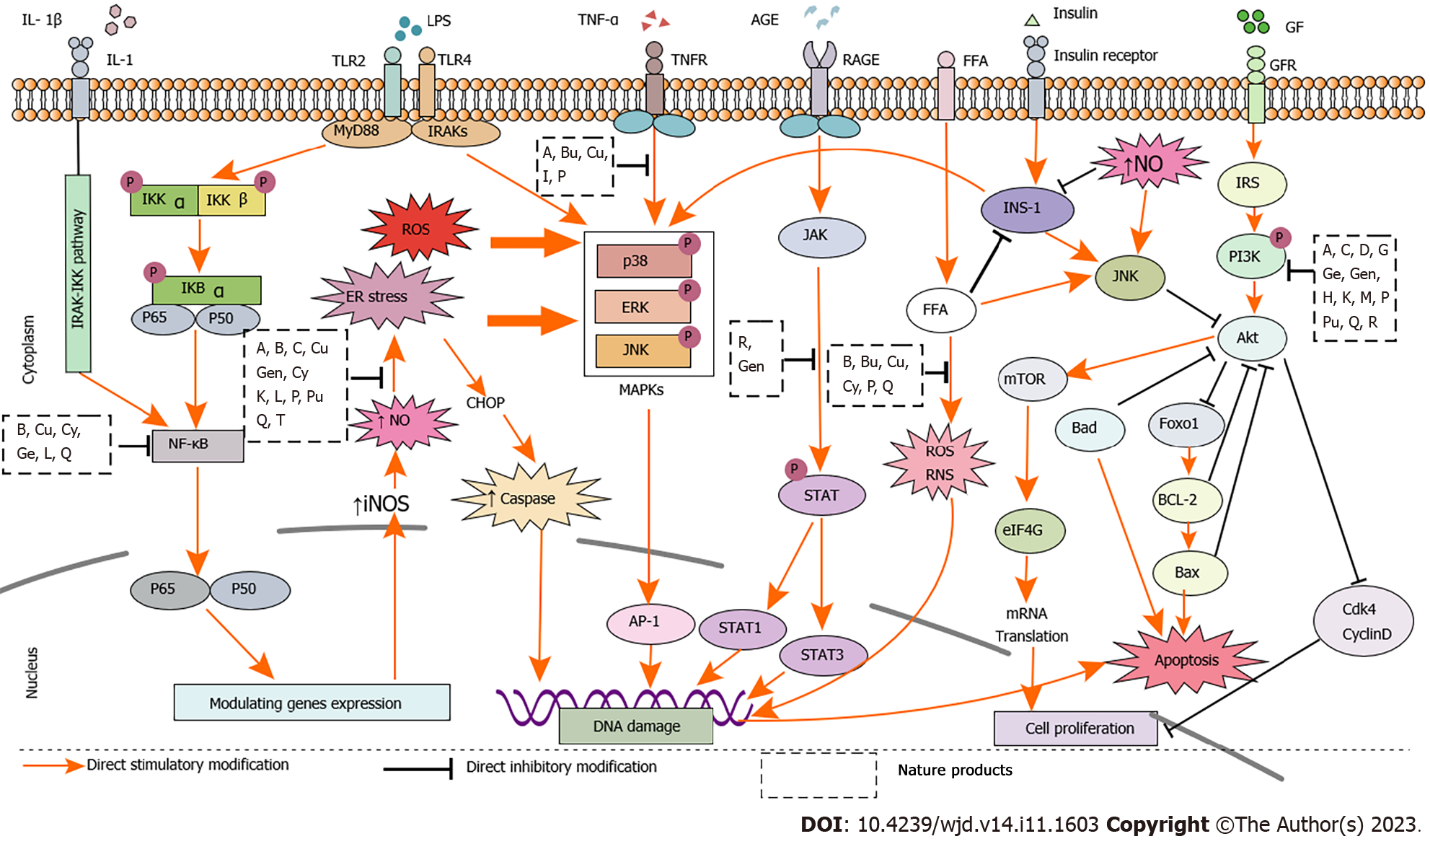 IL- 1β
LPS
TNF-α
AGE
Insulin
GF
IL-1
TLR2
TLR4
TNFR
RAGE
FFA
Insulin receptor
GFR
MyD88
IRAKs
A, Bu, Cu,
I, P
↑NO
IRS
P
P
IKK α
IKK β
INS-1
ROS
JAK
P
PI3K
A, C, D, G
Ge, Gen,
H, K, M, P
Pu, Q, R
P
p38
P
ERK
P
JNK
MAPKs
JNK
P
IKB α
P65
P50
IRAK-IKK pathway
ER stress
FFA
Akt
Cytoplasm
A, B, C, Cu
Gen, Cy
K, L, P, Pu
Q, T
R,
Gen
B, Bu, Cu,
Cy, P, Q
mTOR
CHOP
↑ NO
Bad
Foxo1
B, Cu, Cy,
Ge, L, Q
NF-κB
ROS
RNS
P
STAT
↑ Caspase
↑iNOS
BCL-2
eIF4G
Bax
P65
P50
AP-1
STAT1
STAT3
mRNA
Translation
Cdk4
CyclinD
Nucleus
Apoptosis
Modulating genes expression
DNA damage
Cell proliferation
Direct stimulatory modification
Direct inhibitory modification
Nature products
DOI: 10.4239/wjd.v14.i11.1603 Copyright ©The Author(s) 2023.